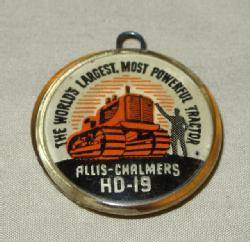 THE WORLD'S LARGEST, MOST POWERFUL TRACTOR
ALLIS-CHALMERS
HD-19